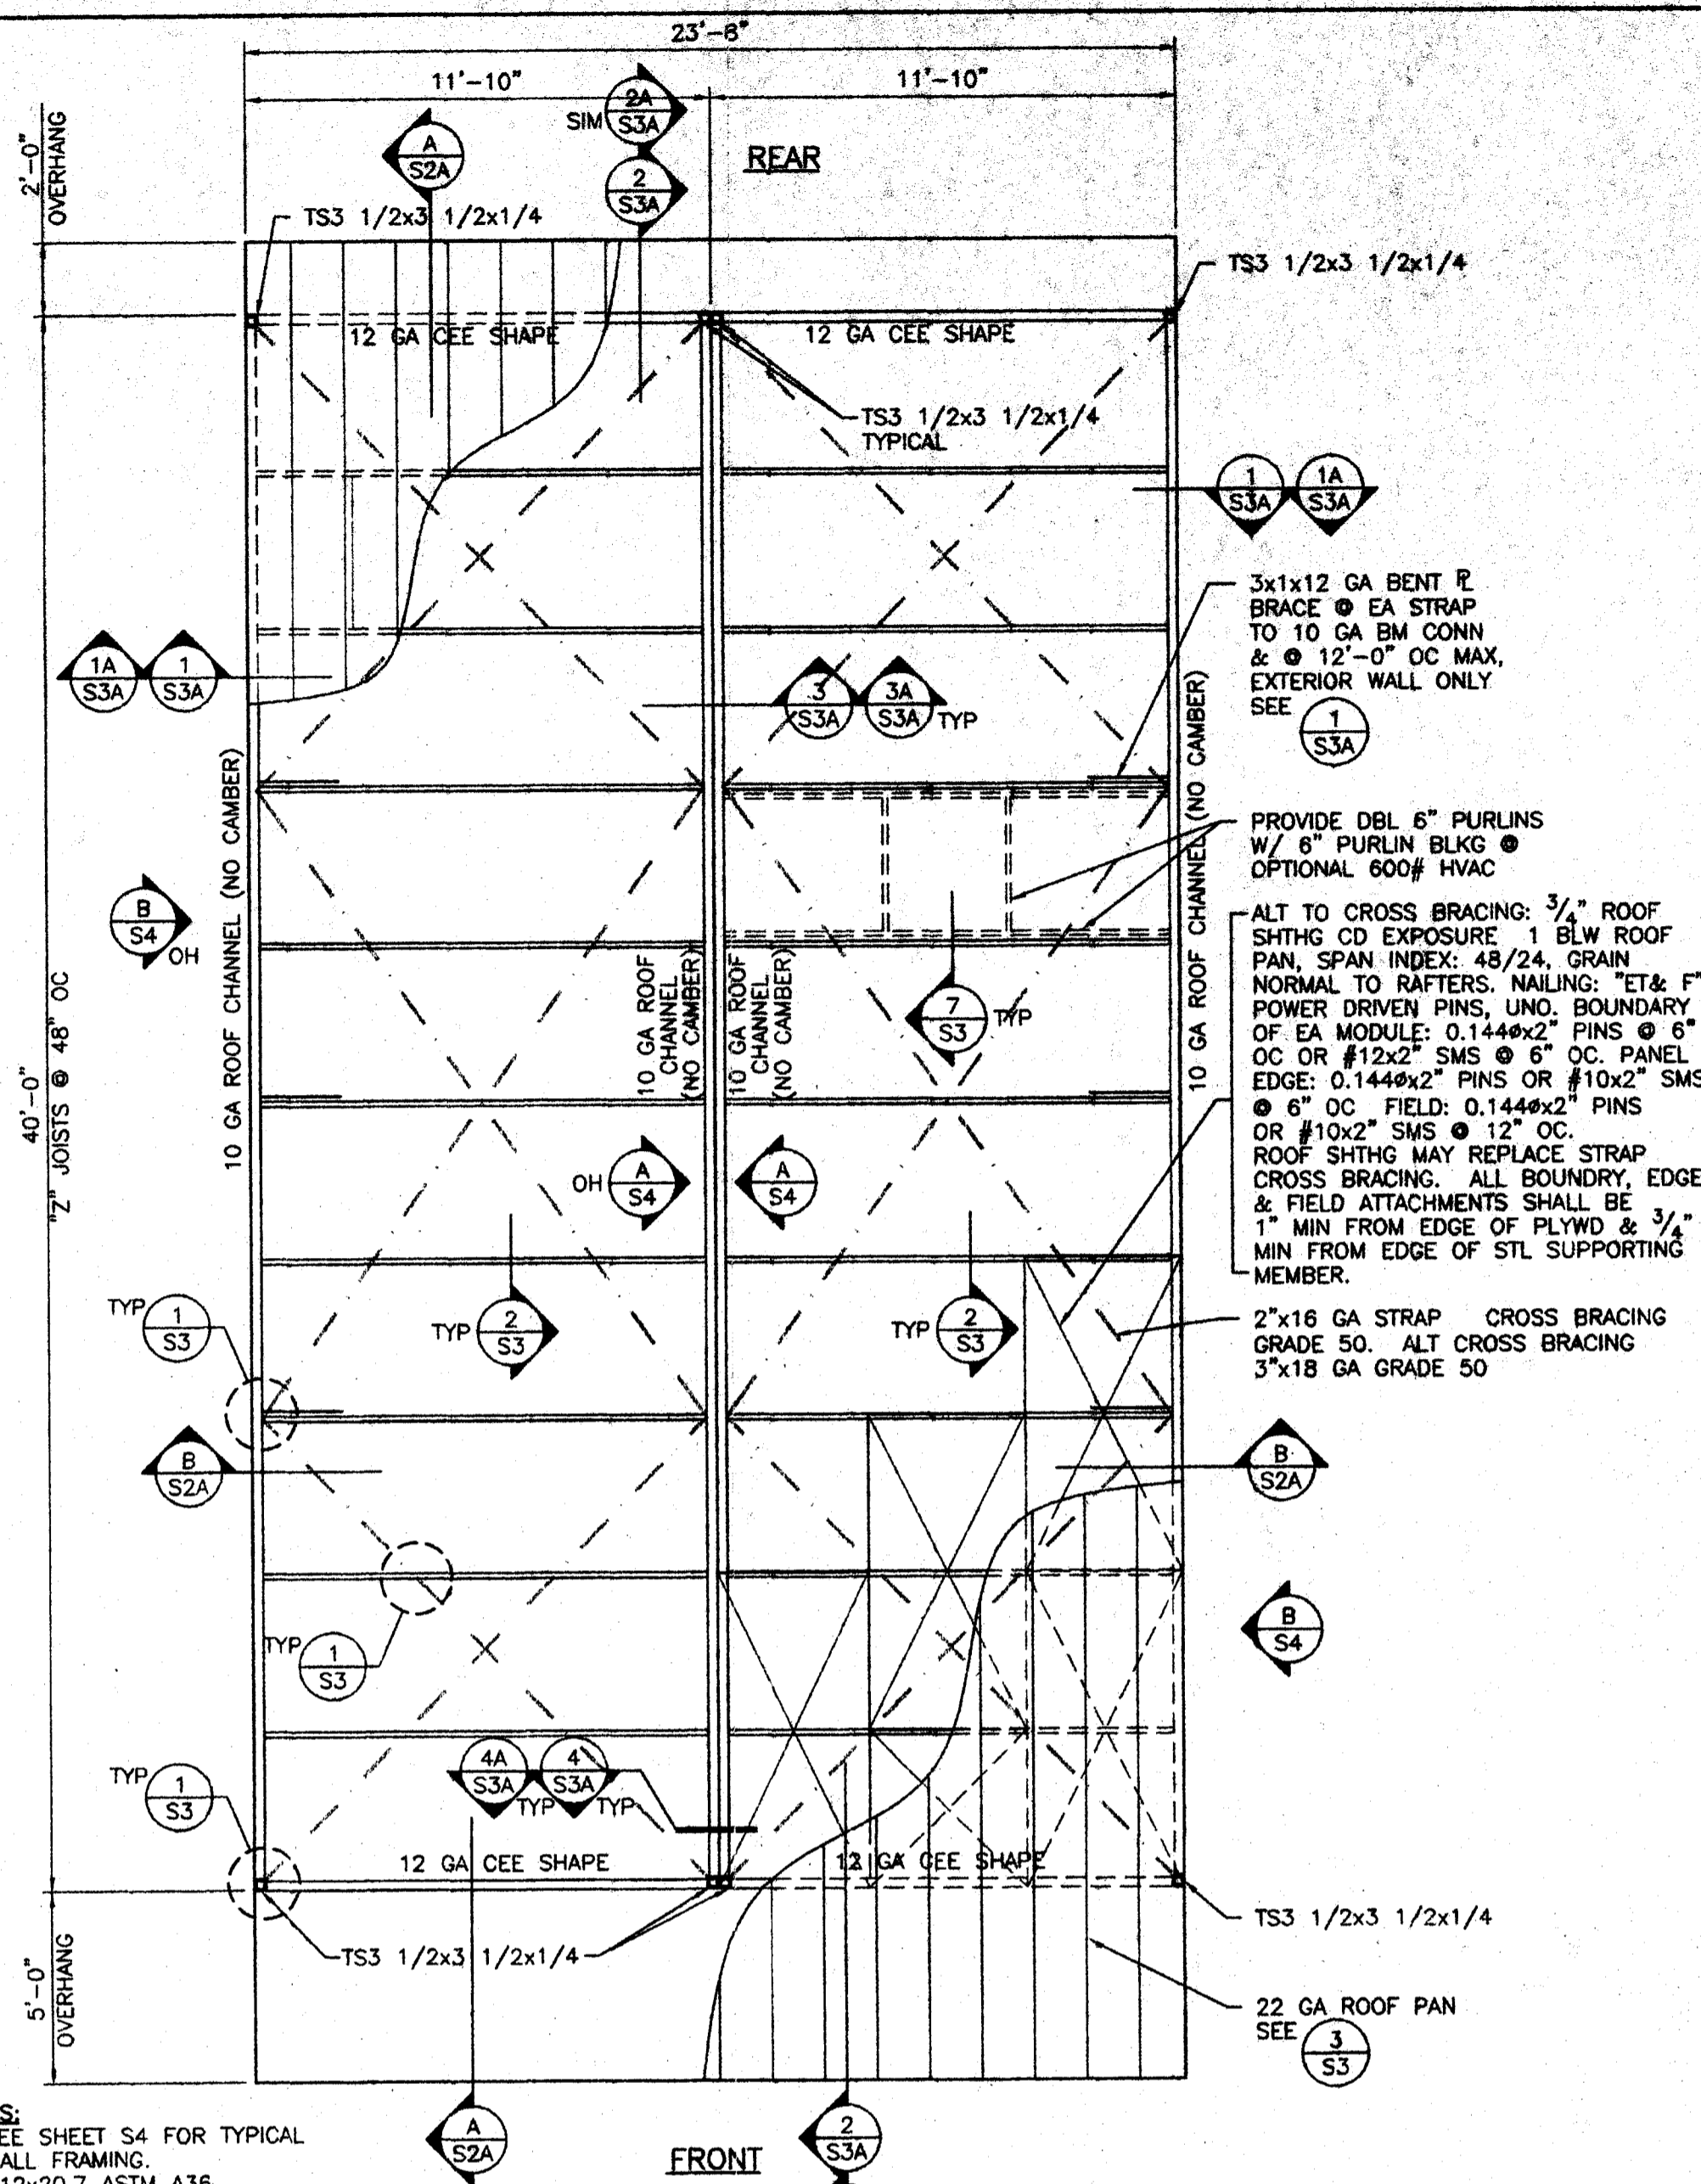 23'-8"
11'-10"
11'-10"
2'-0"
OVERHANG
SIM
2A
S3A
A
S2A
2
S3A
REAR
TS3 1/2x3 1/2x1/4
TS3 1/2x3 1/2x1/4
12 GA CEE SHAPE
12 GA CEE SHAPE
TS3 1/2x3 1/2x1/4
TYPICAL
1
S3A
1A
S3A
3x1x12 GA BENT PL
BRACE @ EA STRAP
TO 10 GA BM CONN
& @ 12'-0" OC MAX,
EXTERIOR WALL ONLY
SEE
1
S3A
1A
S3A
1
S3A
3
S3A
3A
S3A
TYP
10 GA ROOF CHANNEL (NO CAMBER)
10 GA ROOF CHANNEL (NO CAMBER)
PROVIDE DBL 6" PURLINS
W/ 6" PURLIN BLKG @
OPTIONAL 600# HVAC
B
S4
OH
10 GA ROOF
CHANNEL
(NO CAMBER)
10 GA ROOF
CHANNEL
(NO CAMBER)
7
S3
TYP
ALT TO CROSS BRACING: 3/4" ROOF
SHTHG CD EXPOSURE 1 BLW ROOF
PAN, SPAN INDEX: 48/24, GRAIN
NORMAL TO RAFTERS. NAILING: "ET& F"
POWER DRIVEN PINS, UNO. BOUNDARY
OF EA MODULE: 0.144øx2" PINS @ 6"
OC OR #12x2" SMS @ 6" OC. PANEL
EDGE: 0.144øx2" PINS OR #10x2" SMS
@ 6" OC FIELD: 0.144øx2" PINS
OR #10x2" SMS @ 12" OC.
ROOF SHTHG MAY REPLACE STRAP
CROSS BRACING. ALL BOUNDRY, EDGE
& FIELD ATTACHMENTS SHALL BE
1" MIN FROM EDGE OF PLYWD & 3/4"
MIN FROM EDGE OF STL SUPPORTING
MEMBER.
40'-0"
"Z" JOISTS @ 48" OC
OH
A
S4
A
S4
TYP
1
S3
TYP
2
S3
TYP
2
S3
2"x16 GA STRAP CROSS BRACING
GRADE 50. ALT CROSS BRACING
3"x18 GA GRADE 50
B
S2A
B
S2A
B
S4
TYP
1
S3
TYP
1
S3
4A
S3A
TYP
4
S3A
TYP
12 GA CEE SHAPE
12 GA CEE SHAPE
TS3 1/2x3 1/2x1/4
TS3 1/2x3 1/2x1/4
5'-0"
OVERHANG
22 GA ROOF PAN
SEE
3
S3
S:
EE SHEET S4 FOR TYPICAL
ALL FRAMING.
12x20.7 ASTM A36
A
S2A
FRONT
2
S3A